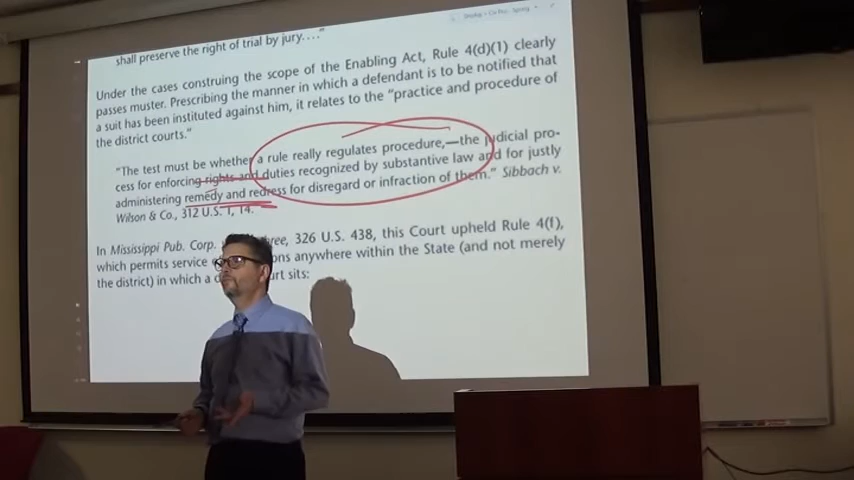 shall preserve the right of trial by jury. . . ."
Under the cases construing the scope of the Enabling Act, Rule 4(d)(1) clearly
passes muster. Prescribing the manner in which a defendant is to be notified that
a suit has been instituted against him, it relates to the "practice and procedure of
the district courts."
"The test must be whether a rule really regulates procedure,—the judicial pro-
cess for enforcing rights and duties recognized by substantive law and for justly
administering remedy and redress for disregard or infraction of them." Sibbach v.
Wilson & Co., 312 U.S. 1, 14.
In Mississippi Pub. Corp. 326 U.S. 438, this Court upheld Rule 4(f),
which permits service anywhere within the State (and not merely
the district) in which a sits: